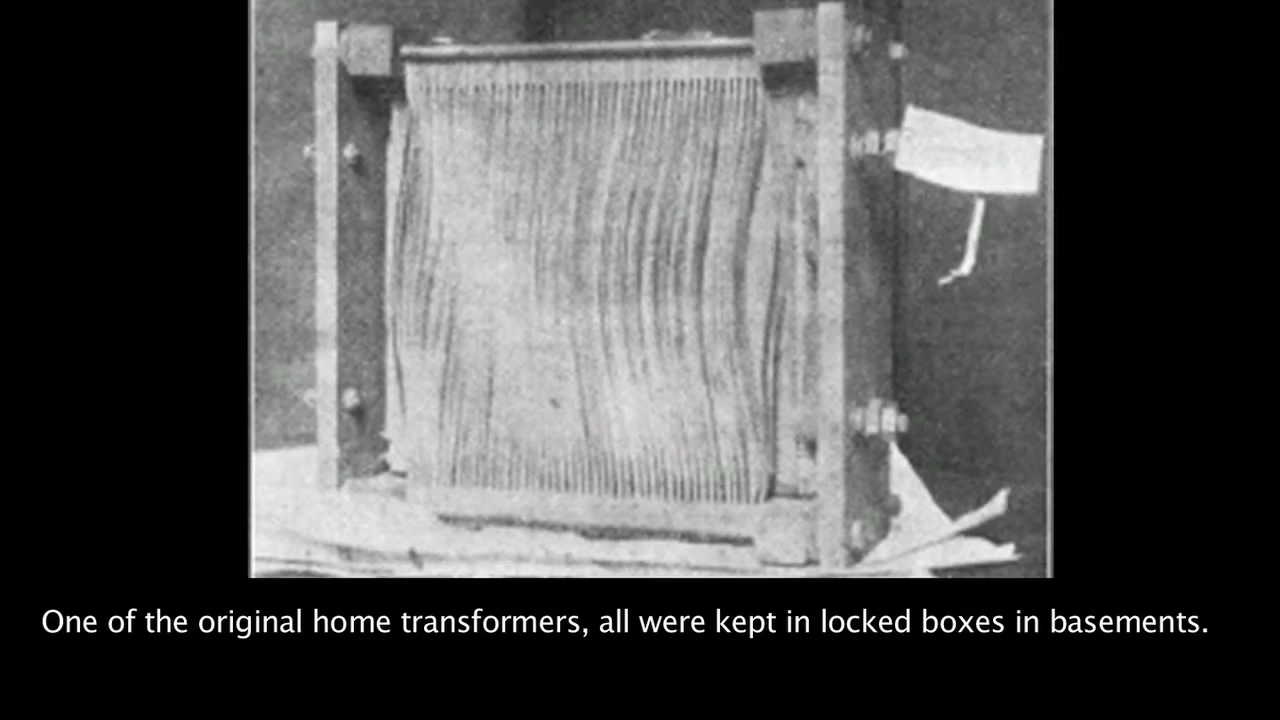 One of the original home transformers, all were kept in locked boxes in basements.